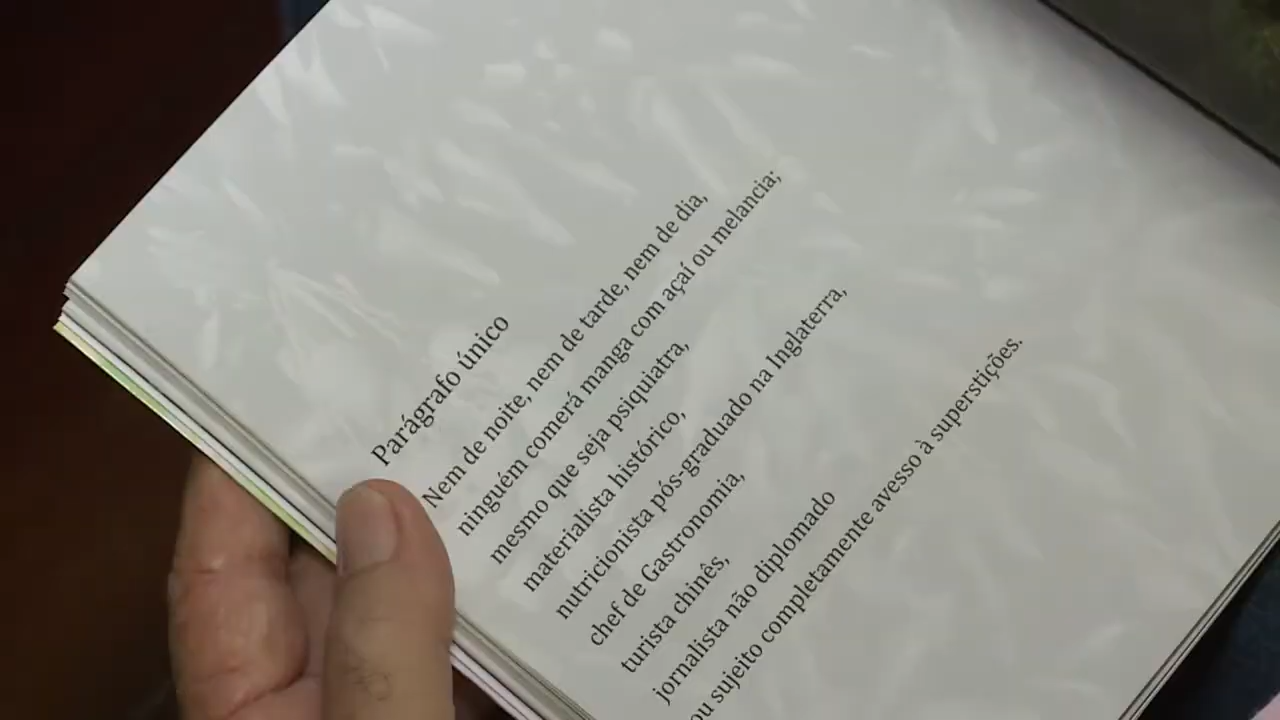 Parágrafo único
Nem de noite, nem de tarde, nem de dia,
ninguém comerá manga com açaí ou melancia;
mesmo que seja psiquiatra,
materialista histórico,
nutricionista pós-graduado na Inglaterra,
chef de Gastronomia,
turista chinês,
jornalista não diplomado
ou sujeito completamente avesso à superstições.